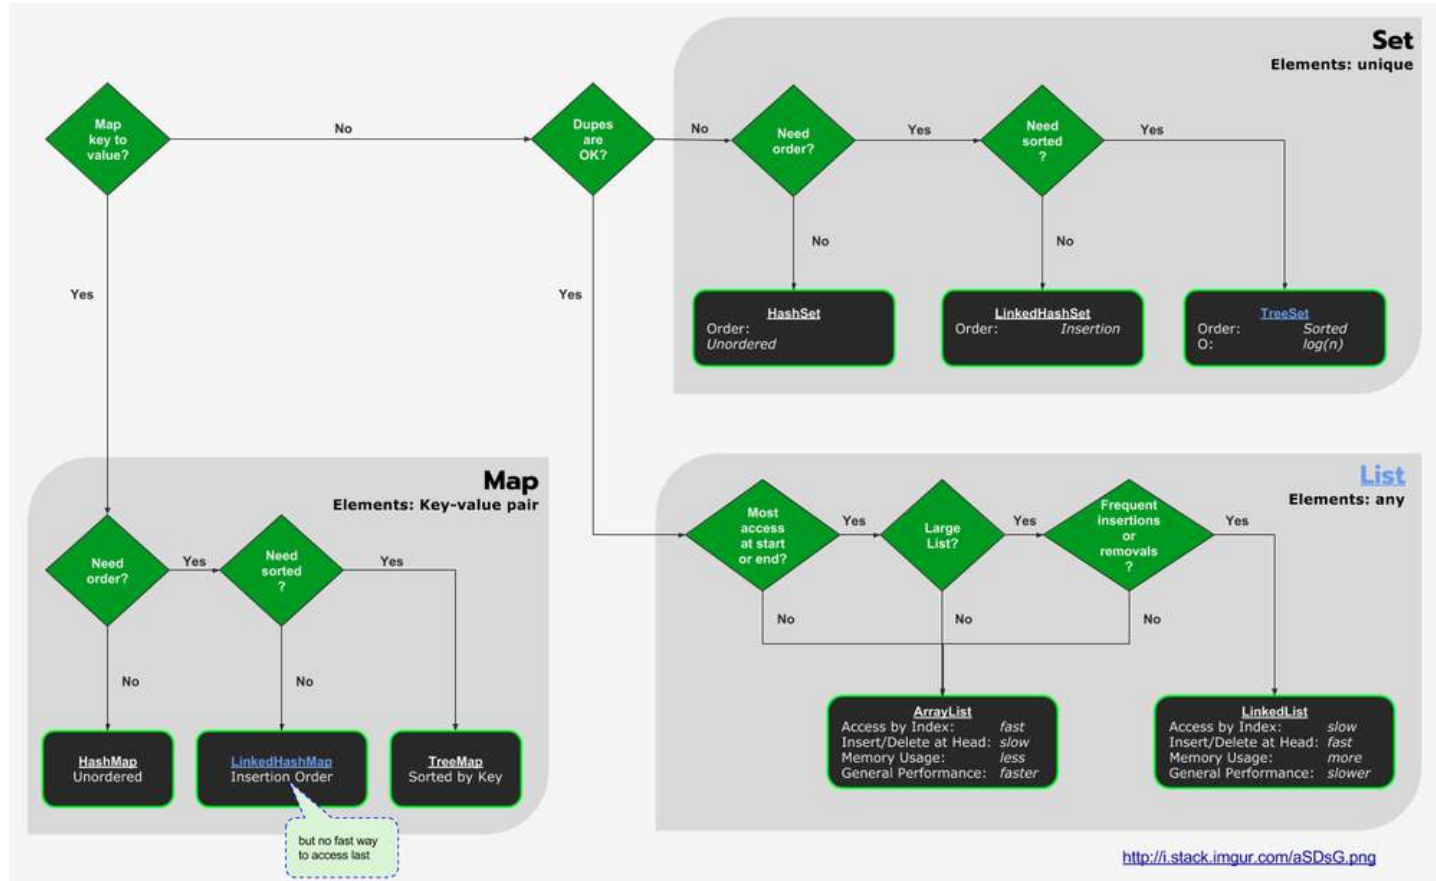 Set
Elements: unique
Map
key to
value?
No
Dupes
are
OK?
No
Need
order?
Yes
Need
sorted
?
Yes
No
No
Yes
Yes
HashSet
Order:
Unordered
LinkedHashSet
Order: Insertion
TreeSet
Order: Sorted
O: log(n)
Map
Elements: Key-value pair
Need
order?
Yes
Need
sorted
?
Yes
No
No
HashMap
Unordered
LinkedHashMap
Insertion Order
TreeMap
Sorted by Key
but no fast way
to access last
List
Elements: any
Most
access
at start
or end?
Yes
Large
List?
Yes
Frequent
insertions
or
removals
?
Yes
No
No
No
ArrayList
Access by Index: fast
Insert/Delete at Head: slow
Memory Usage: less
General Performance: faster
LinkedList
Access by Index: slow
Insert/Delete at Head: fast
Memory Usage: more
General Performance: slower
http://i.stack.imgur.com/aSDsG.png